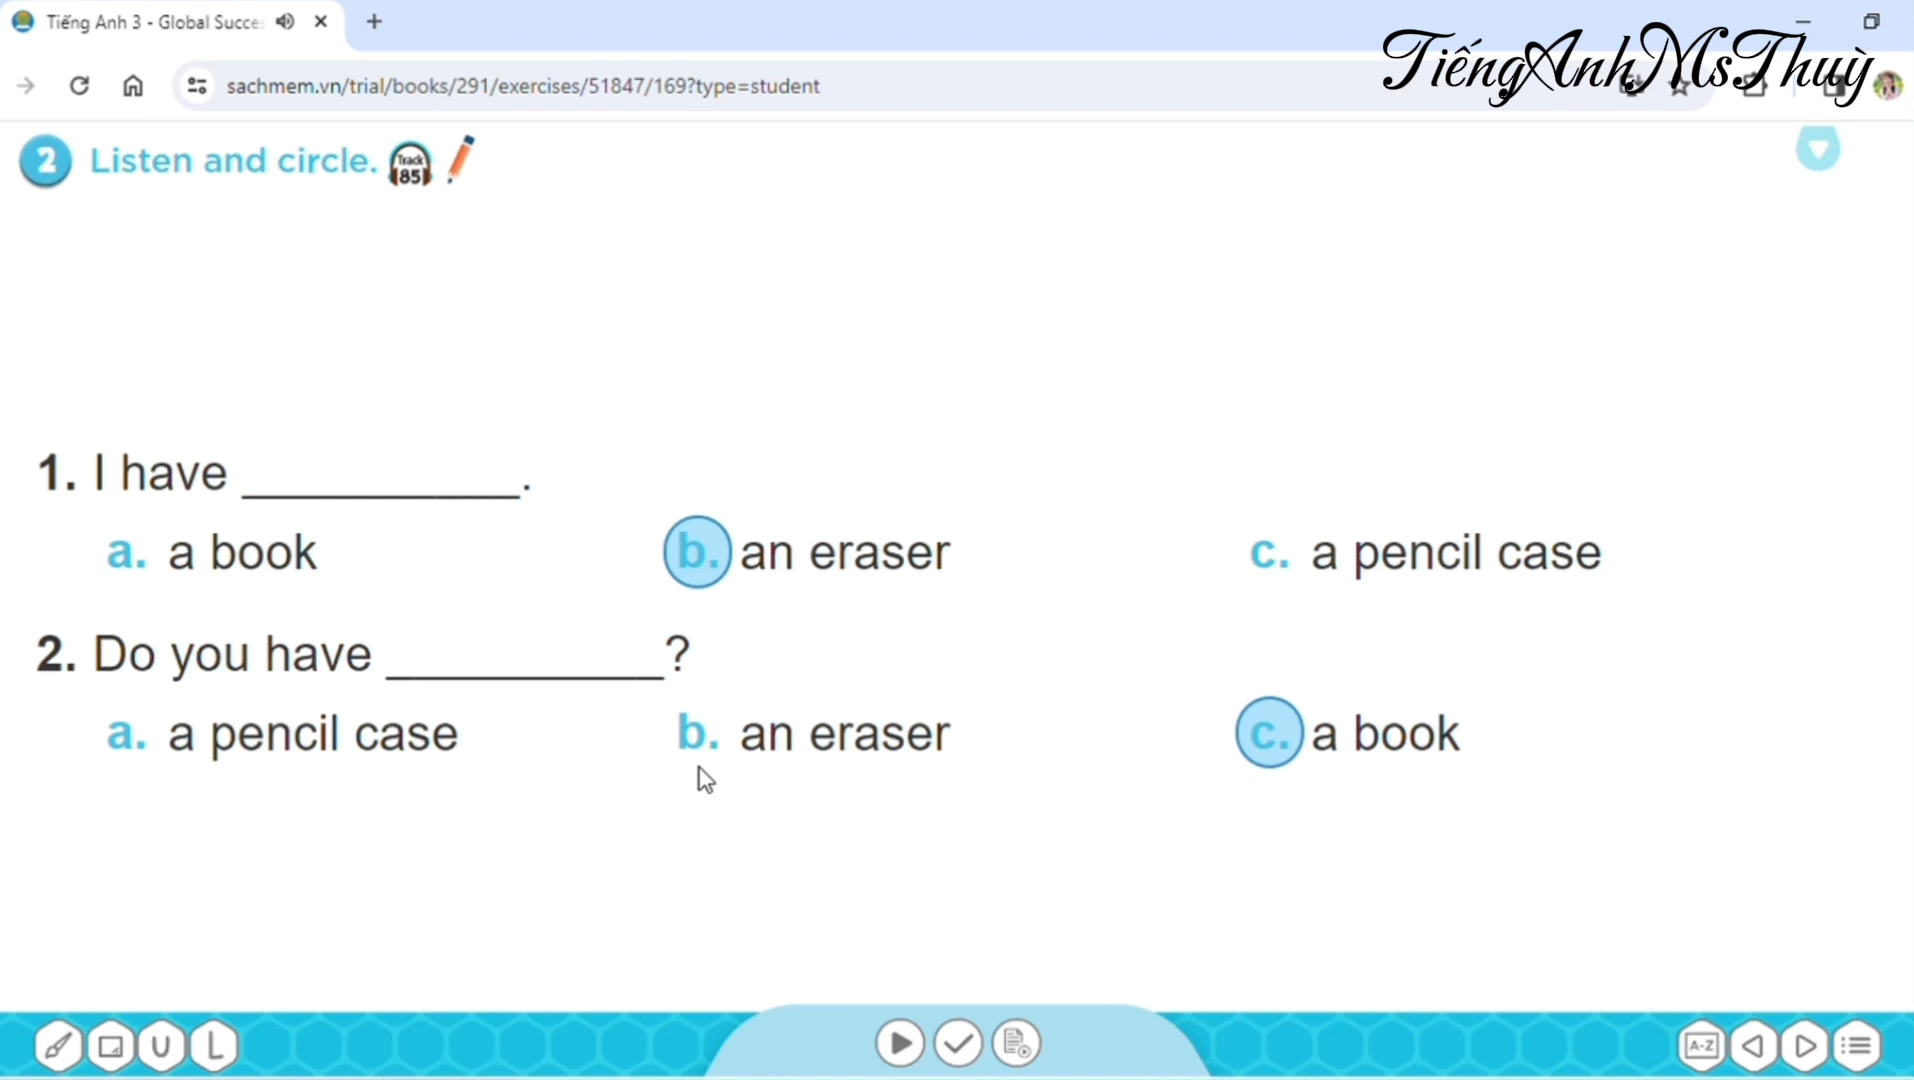 Tiếng Anh 3 - Global Succe
TiếngAnhMsThuỳ
sachmem.vn/trial/books/291/exercises/51847/169?type=student
2 Listen and circle. Track 85
1. I have ___________.
a. a book b. an eraser c. a pencil case
2. Do you have ___________?
a. a pencil case b. an eraser c. a book
U L A-Z